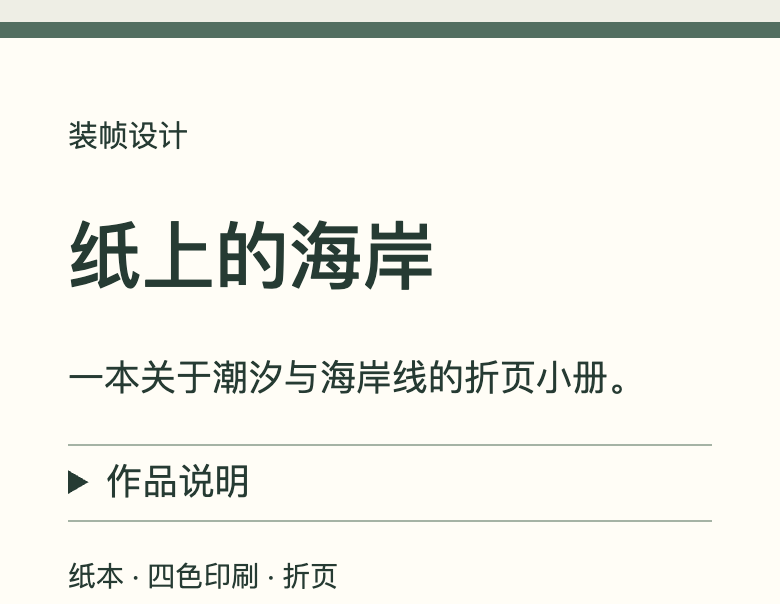 装帧设计
纸上的海岸
一本关于潮汐与海岸线的折页小册。
▶ 作品说明
纸本 · 四色印刷 · 折页